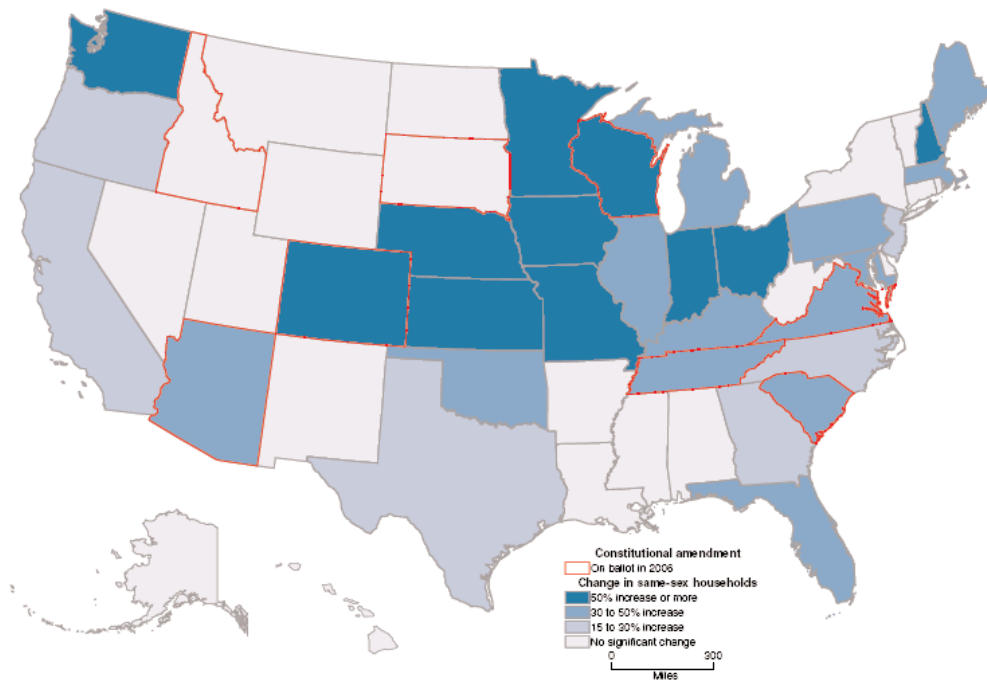 Constitutional amendment
On ballot in 2006
Change in same-sex households
50% increase or more
30 to 50% increase
15 to 30% increase
No significant change
0 300
Miles